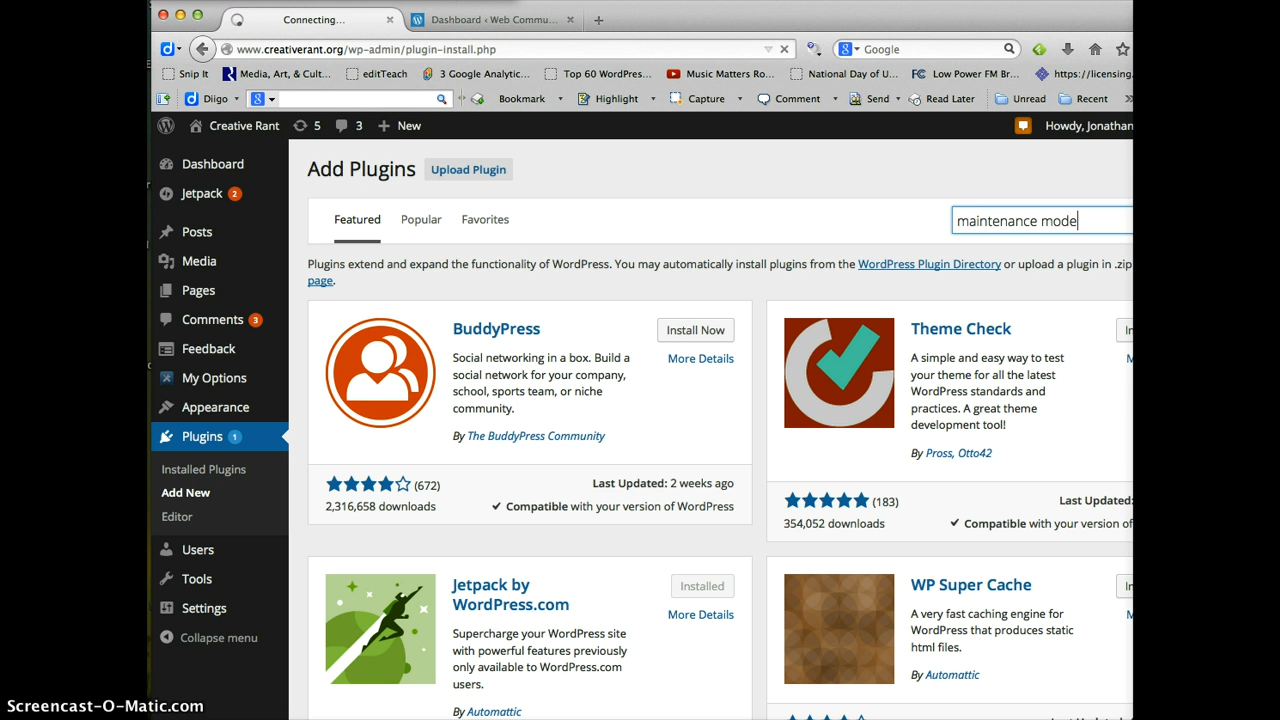 Connecting...
Dashboard ‹ Web Commu...
www.creativerant.org/wp-admin/plugin-install.php
Google
Snip It
Media, Art, & Cult...
editTeach
3 Google Analytic...
Top 60 WordPres...
Music Matters Ro...
National Day of U...
Low Power FM Br...
https://licensing.
Diigo
Bookmark
Highlight
Capture
Comment
Send
Read Later
Unread
Recent
Creative Rant
5
3
New
Howdy, Jonathan
Dashboard
Jetpack 2
Posts
Media
Pages
Comments 3
Feedback
My Options
Appearance
Plugins 1
Installed Plugins
Add New
Editor
Users
Tools
Settings
Collapse menu
Add Plugins
Upload Plugin
Featured
Popular
Favorites
maintenance mode
Plugins extend and expand the functionality of WordPress. You may automatically install plugins from the WordPress Plugin Directory or upload a plugin in .zip
page.
BuddyPress
Install Now
More Details
Social networking in a box. Build a
social network for your company,
school, sports team, or niche
community.
By The BuddyPress Community
(672)
Last Updated: 2 weeks ago
2,316,658 downloads
Compatible with your version of WordPress
Theme Check
A simple and easy way to test
your theme for all the latest
WordPress standards and
practices. A great theme
development tool!
By Pross, Otto42
(183)
Last Updated:
354,052 downloads
Compatible with your version of
Jetpack by
WordPress.com
Installed
More Details
Supercharge your WordPress site
with powerful features previously
only available to WordPress.com
users.
By Automattic
WP Super Cache
A very fast caching engine for
WordPress that produces static
html files.
By Automattic
Screencast-O-Matic.com